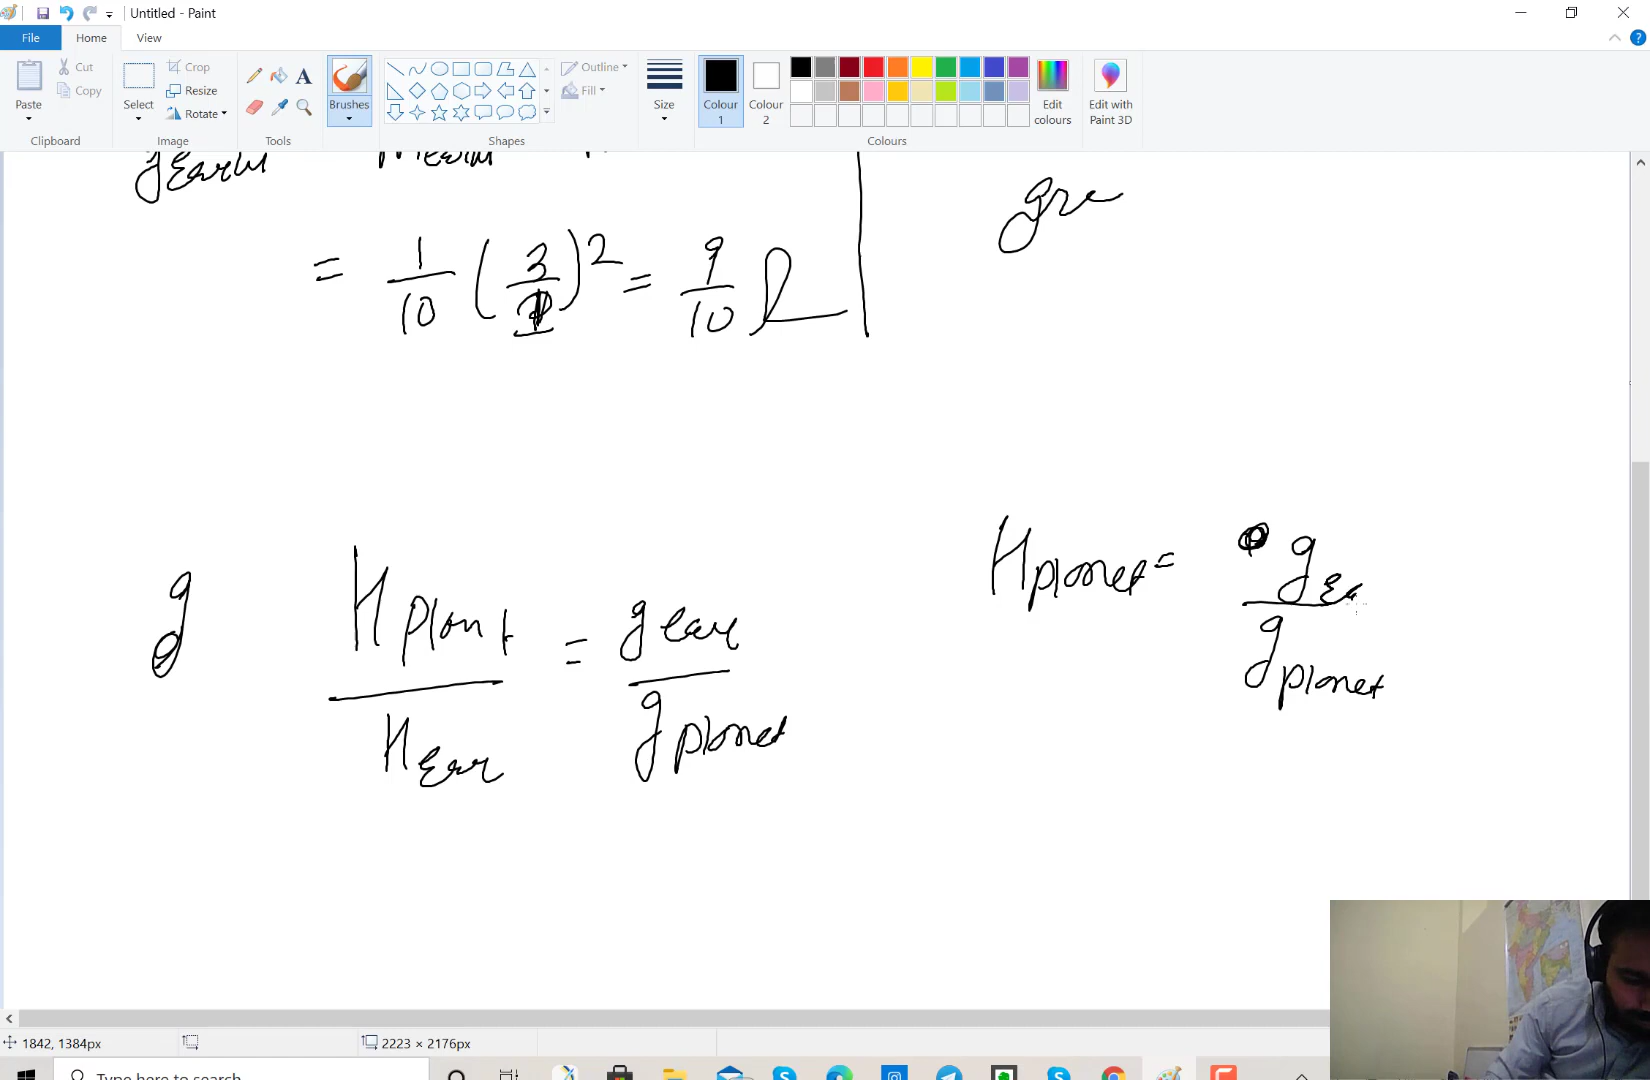 Untitled - Paint
File Home View
Paste
Cut
Copy
Clipboard
Select
Crop
Resize
Rotate
Image
A
Tools
Brushes
Shapes
Outline
Fill
Size
Colour 1
Colour 2
Edit colours
Edit with Paint 3D
Colours
= 1/10 (3/1)² = 9/10
g
H plant / H Ear = g ear / g planet
H planet = g Ea / g planet
1842, 1384px
2223 × 2176px
Type here to search